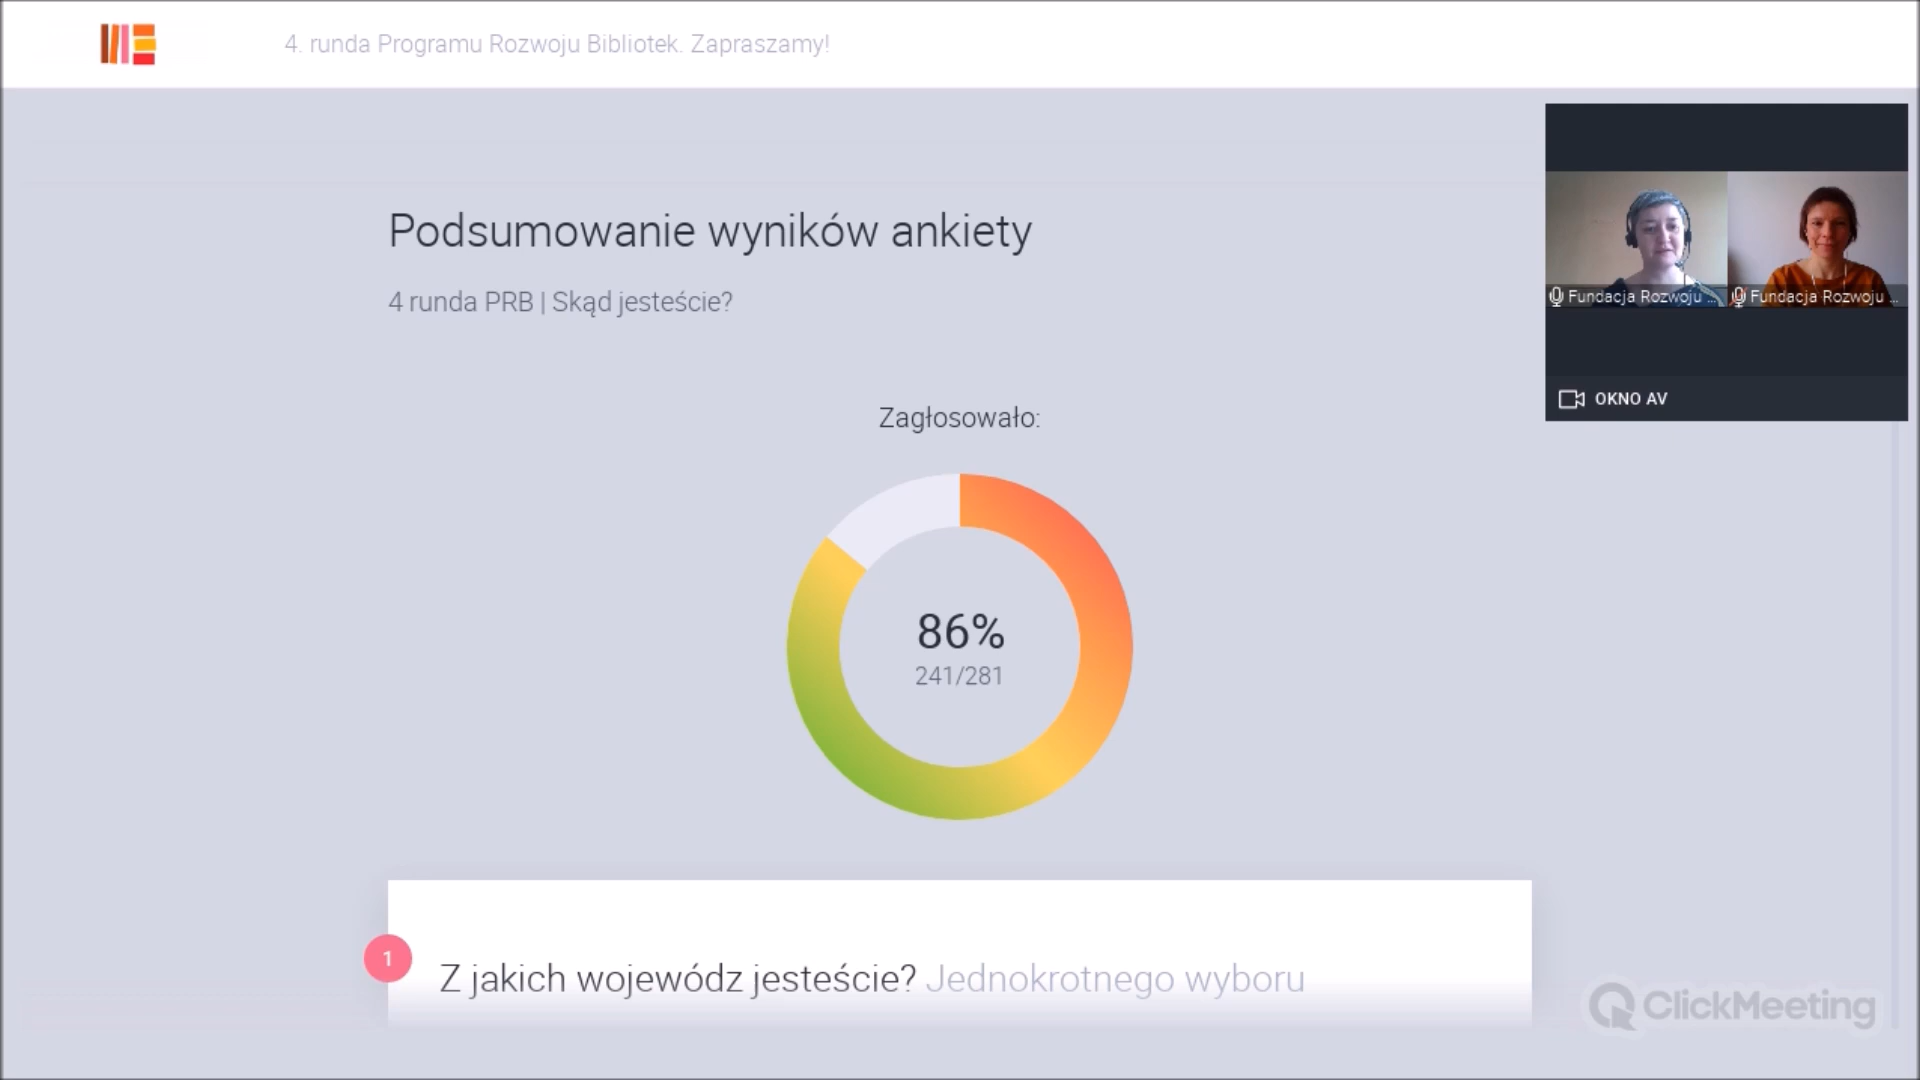 4. runda Programu Rozwoju Bibliotek. Zapraszamy!
Podsumowanie wyników ankiety
4 runda PRB | Skąd jesteście?
Fundacja Rozwoju ...
Fundacja Rozwoju ...
OKNO AV
Zagłosowało:
86%
241/281
1
Z jakich wojewódz jesteście? Jednokrotnego wyboru
ClickMeeting